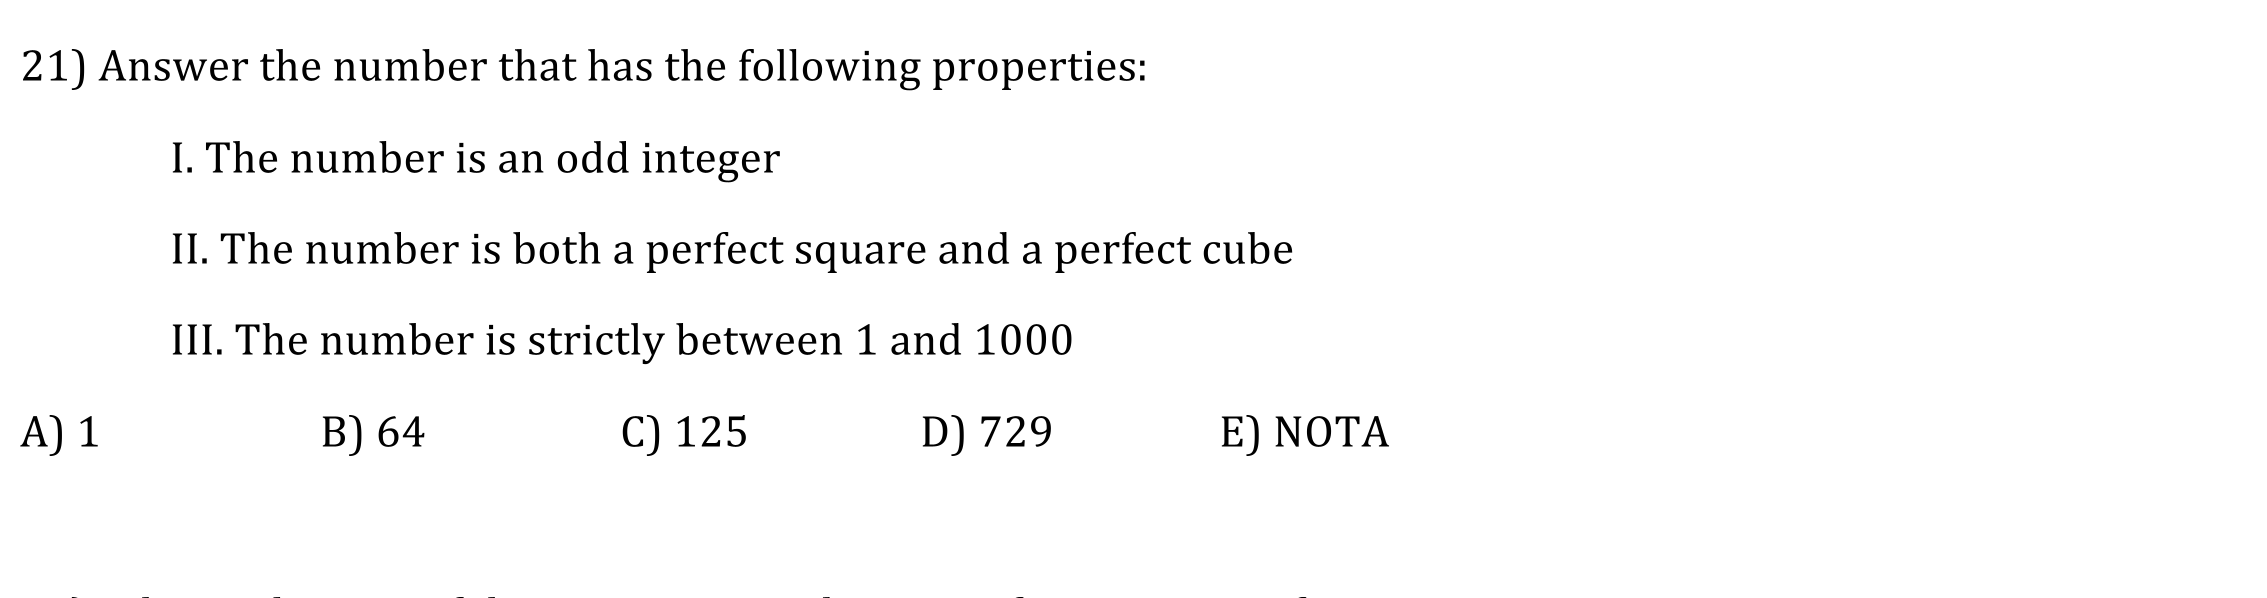 21) Answer the number that has the following properties:
I. The number is an odd integer
II. The number is both a perfect square and a perfect cube
III. The number is strictly between 1 and 1000
A) 1 B) 64 C) 125 D) 729 E) NOTA